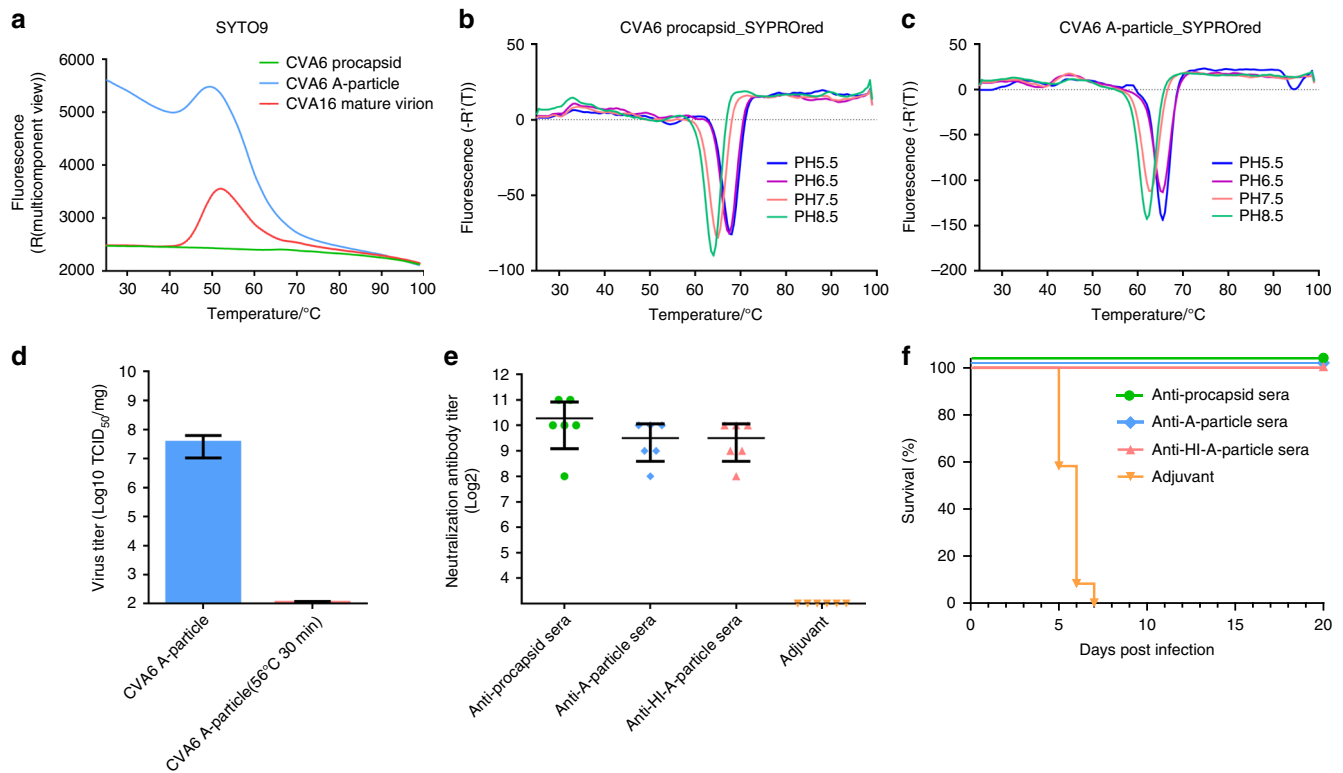 a
SYTO9
Fluorescence
(R(multicomponent view))
6000
5000
4000
3000
2000
30 40 50 60 70 80 90 100
Temperature/°C
CVA6 procapsid
CVA6 A-particle
CVA16 mature virion
b
CVA6 procapsid_SYPROred
Fluorescence (-R'(T))
50
0
−50
−100
30 40 50 60 70 80 90 100
Temperature/°C
PH5.5
PH6.5
PH7.5
PH8.5
c
CVA6 A-particle_SYPROred
Fluorescence (-R'(T))
50
0
−50
−100
−150
−200
30 40 50 60 70 80 90 100
Temperature/°C
PH5.5
PH6.5
PH7.5
PH8.5
d
Virus titer (Log10 TCID50/mg)
10
9
8
7
6
5
4
3
2
CVA6 A-particle
CVA6 A-particle(56°C 30 min)
e
Neutralization antibody titer
(Log2)
12
11
10
9
8
7
6
5
4
Anti-procapsid sera
Anti-A-particle sera
Anti-HI-A-particle sera
Adjuvant
f
Survival (%)
100
80
60
40
20
0
0 5 10 15 20
Days post infection
Anti-procapsid sera
Anti-A-particle sera
Anti-HI-A-particle sera
Adjuvant